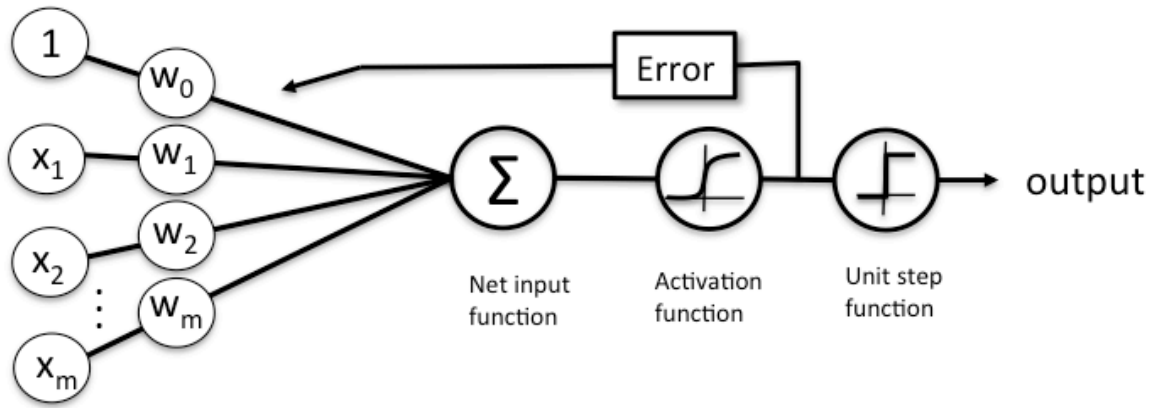 1
w0
Error
x1
w1
Σ
output
x2
w2
Net input
function
Activation
function
Unit step
function
⋮
wm
xm